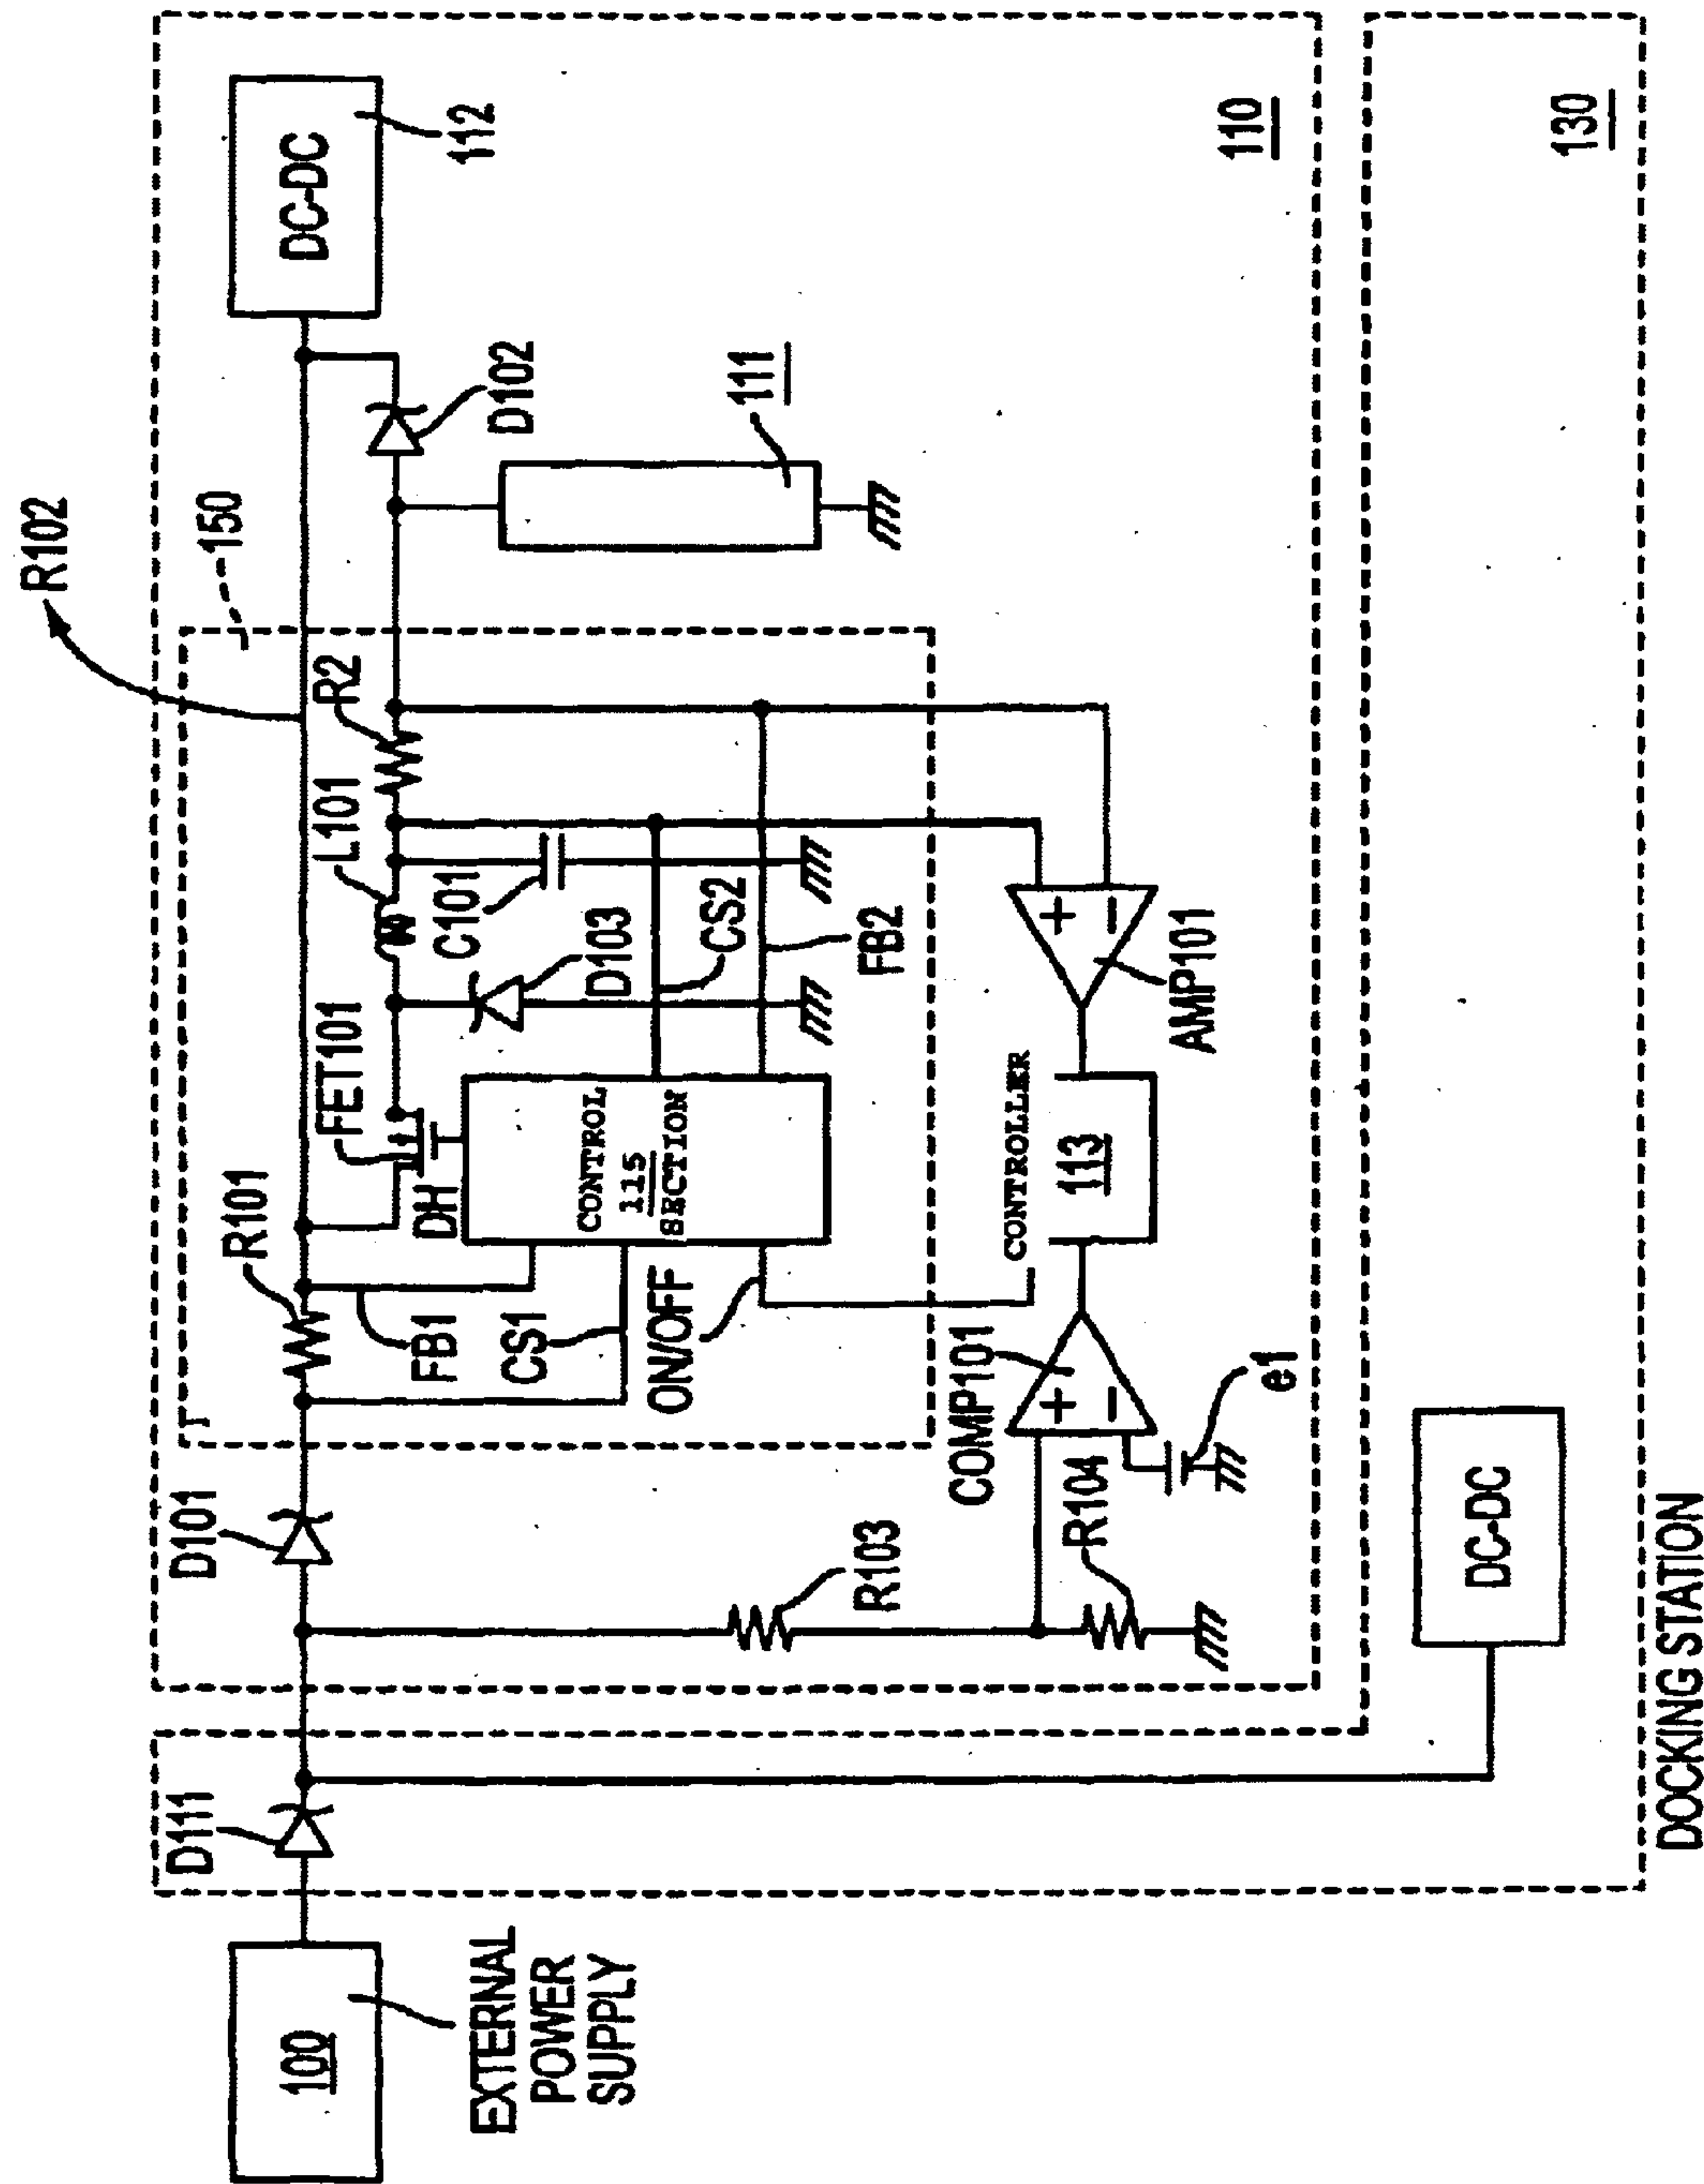 R102
150
R101
FET101
L101
R2
DC-DC
112
D102
111
D101
D111
100
EXTERNAL
POWER
SUPPLY
FB1
DH
CS1
ON/OFF
CONTROL
115
SECTION
C101
D103
CS2
FB2
R103
R104
COMP101
+
−
e1
CONTROLLER
113
+
−
AMP101
110
DC-DC
130
DOCKING STATION